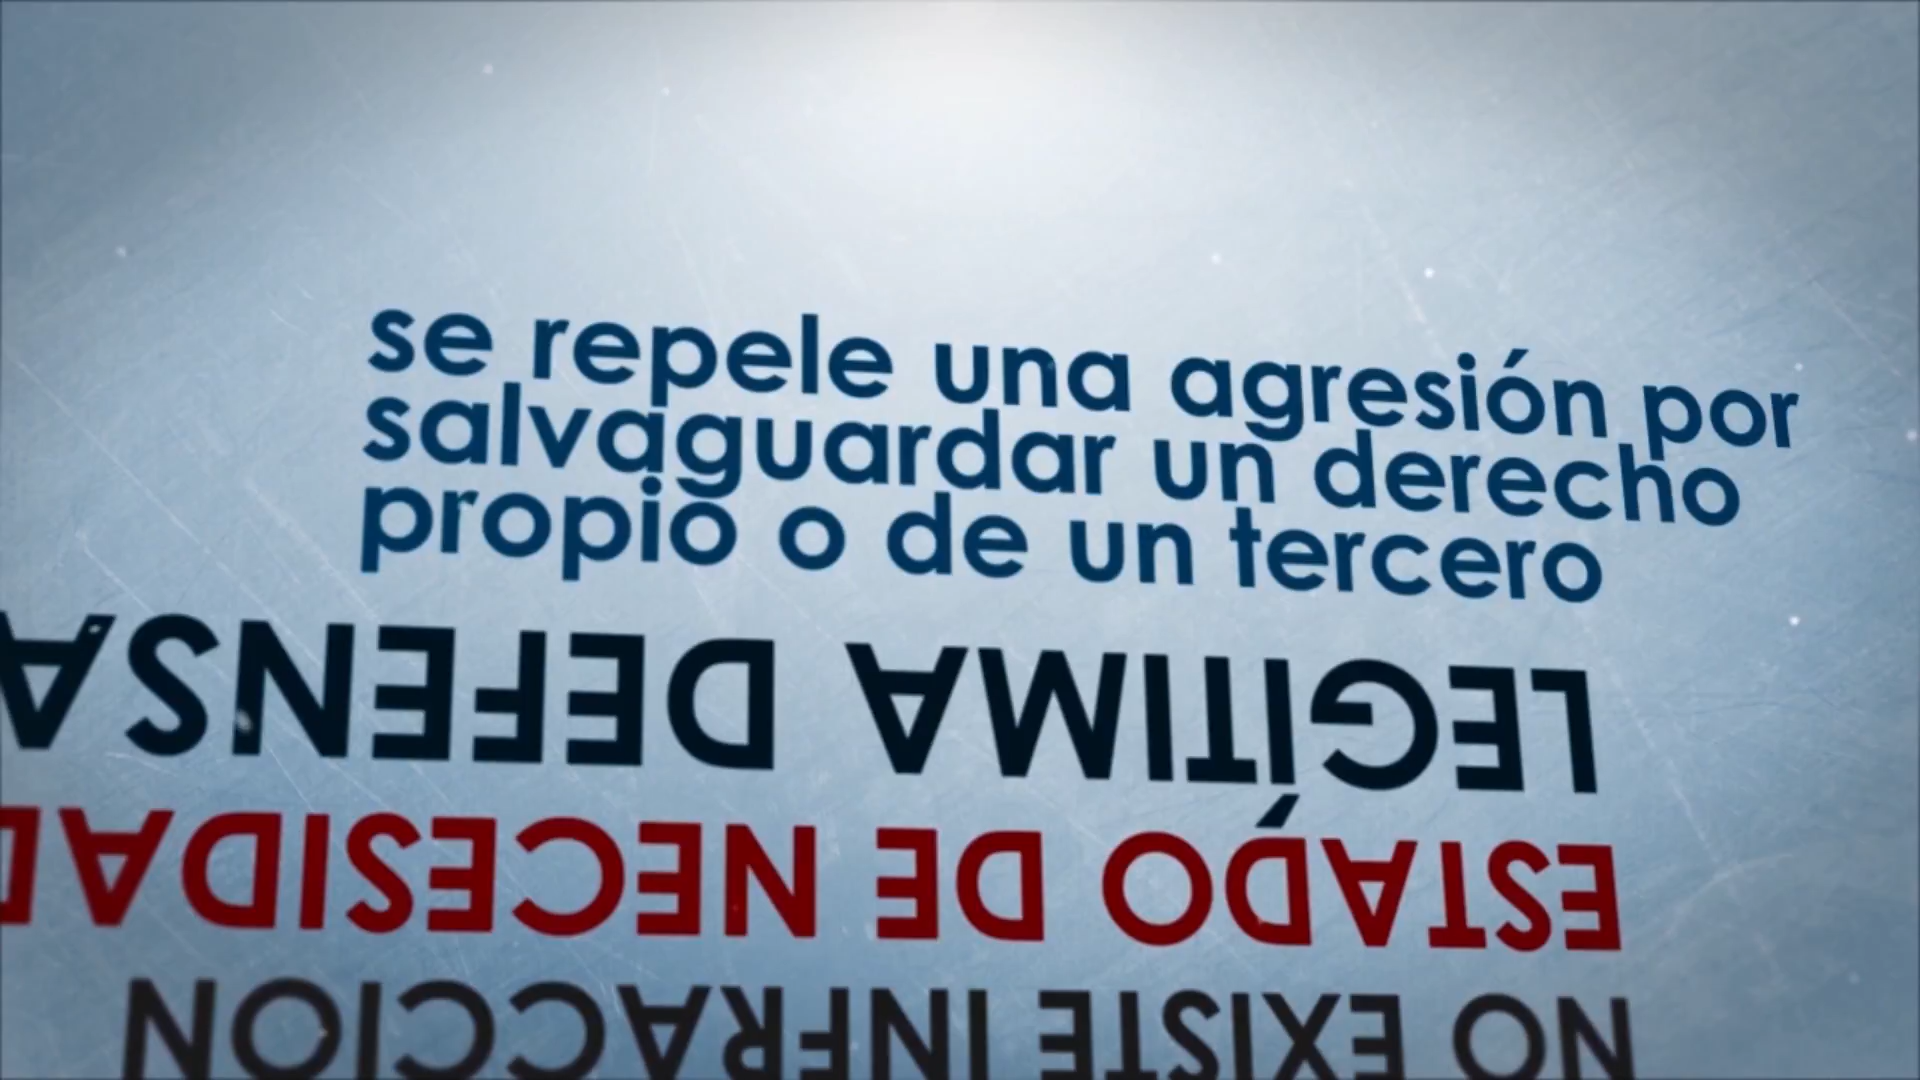 se repele una agresión por
salvaguardar un derecho
propio o de un tercero
LEGÍTIMA DEFENSA
ESTADO DE NECESIDAD
NO EXISTE INFRACCION